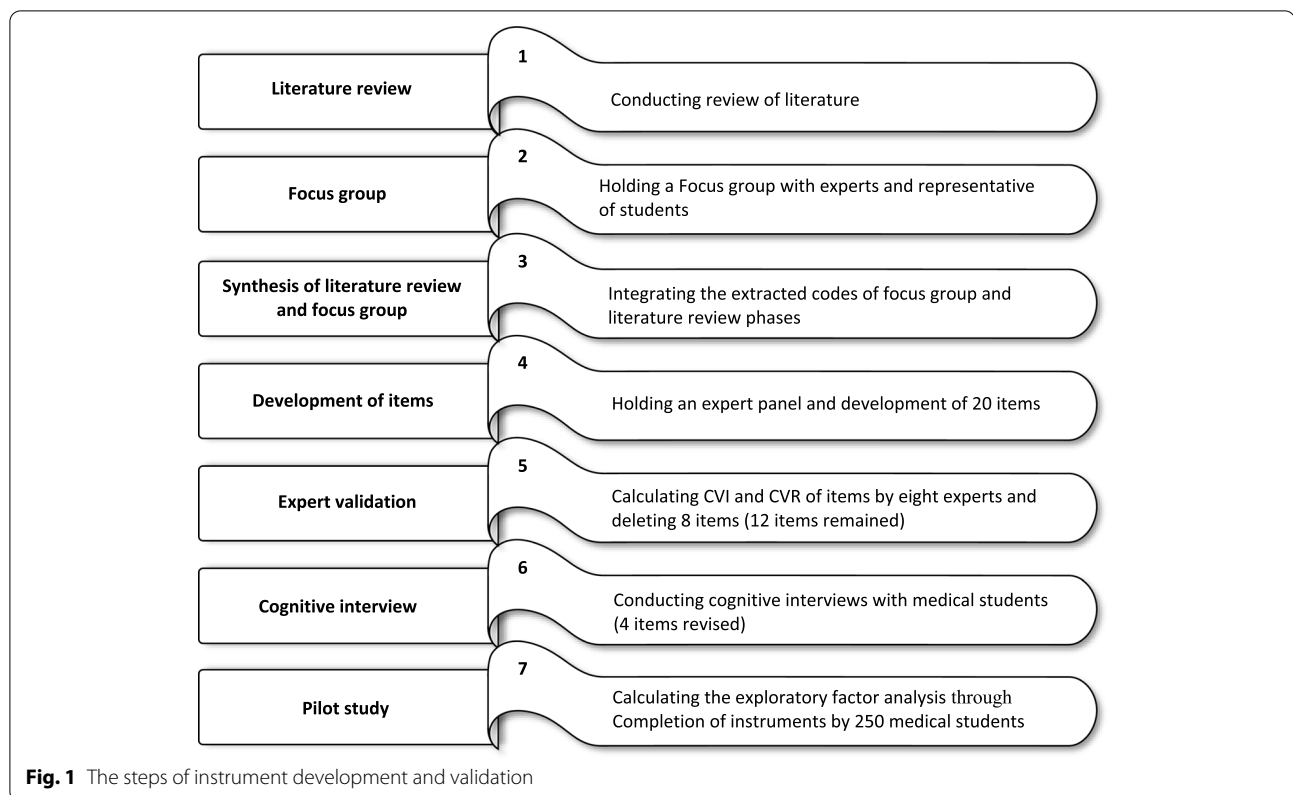 Literature review
1
Conducting review of literature
Focus group
2
Holding a Focus group with experts and representative
of students
Synthesis of literature review
and focus group
3
Integrating the extracted codes of focus group and
literature review phases
Development of items
4
Holding an expert panel and development of 20 items
Expert validation
5
Calculating CVI and CVR of items by eight experts and
deleting 8 items (12 items remained)
Cognitive interview
6
Conducting cognitive interviews with medical students
(4 items revised)
Pilot study
7
Calculating the exploratory factor analysis through
Completion of instruments by 250 medical students
Fig. 1 The steps of instrument development and validation